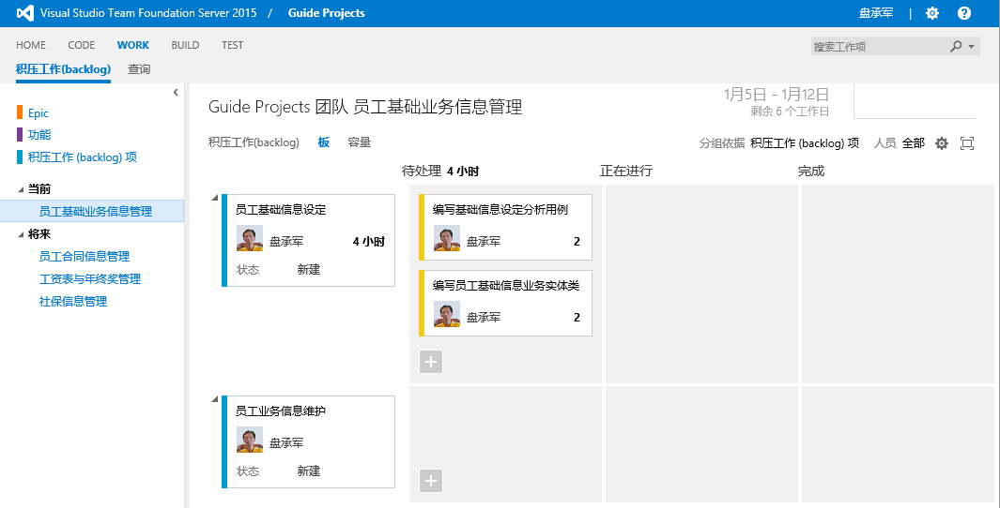 Visual Studio Team Foundation Server 2015 / Guide Projects 盘承军 | ?
HOME CODE WORK BUILD TEST 搜索工作项
积压工作(backlog) 查询
Epic
功能
积压工作 (backlog) 项
当前
员工基础业务信息管理
将来
员工合同信息管理
工资表与年终奖管理
社保信息管理
Guide Projects 团队 员工基础业务信息管理
1月5日 - 1月12日
剩余 6 个工作日
积压工作(backlog) 板 容量
分组依据 积压工作 (backlog) 项 人员 全部
待处理 4 小时 正在进行 完成
员工基础信息设定
盘承军 4 小时
状态 新建
编写基础信息设定分析用例
盘承军 2
编写员工基础信息业务实体类
盘承军 2
员工业务信息维护
盘承军
状态 新建